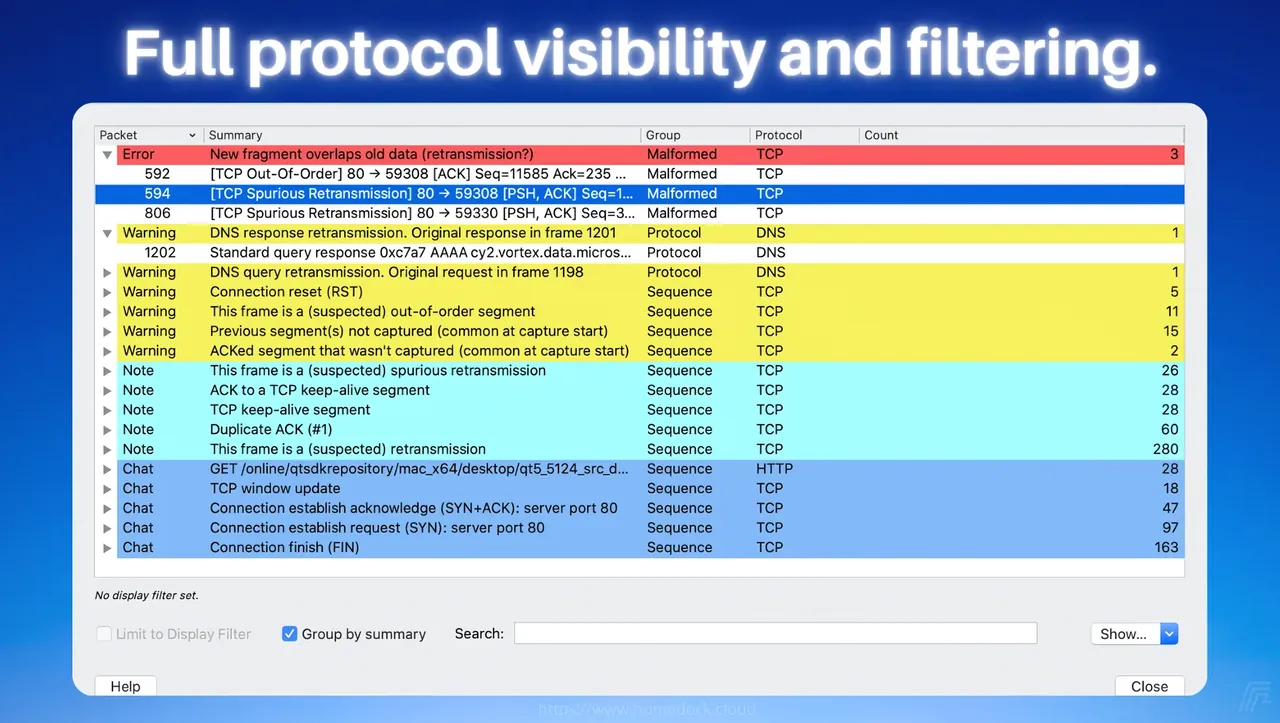 Full protocol visibility and filtering.
Packet Summary Group Protocol Count
Error New fragment overlaps old data (retransmission?) Malformed TCP 3
592 [TCP Out-Of-Order] 80 → 59308 [ACK] Seq=11585 Ack=235 ... Malformed TCP
594 [TCP Spurious Retransmission] 80 → 59308 [PSH, ACK] Seq=1... Malformed TCP
806 [TCP Spurious Retransmission] 80 → 59330 [PSH, ACK] Seq=3... Malformed TCP
Warning DNS response retransmission. Original response in frame 1201 Protocol DNS 1
1202 Standard query response 0xc7a7 AAAA cy2.vortex.data.micros... Protocol DNS
Warning DNS query retransmission. Original request in frame 1198 Protocol DNS 1
Warning Connection reset (RST) Sequence TCP 5
Warning This frame is a (suspected) out-of-order segment Sequence TCP 11
Warning Previous segment(s) not captured (common at capture start) Sequence TCP 15
Warning ACKed segment that wasn't captured (common at capture start) Sequence TCP 2
Note This frame is a (suspected) spurious retransmission Sequence TCP 26
Note ACK to a TCP keep-alive segment Sequence TCP 28
Note TCP keep-alive segment Sequence TCP 28
Note Duplicate ACK (#1) Sequence TCP 60
Note This frame is a (suspected) retransmission Sequence TCP 280
Chat GET /online/qtsdkrepository/mac_x64/desktop/qt5_5124_src_d... Sequence HTTP 28
Chat TCP window update Sequence TCP 18
Chat Connection establish acknowledge (SYN+ACK): server port 80 Sequence TCP 47
Chat Connection establish request (SYN): server port 80 Sequence TCP 97
Chat Connection finish (FIN) Sequence TCP 163
No display filter set.
Limit to Display Filter Group by summary Search: Show...
Help Close
https://www.homedock.cloud